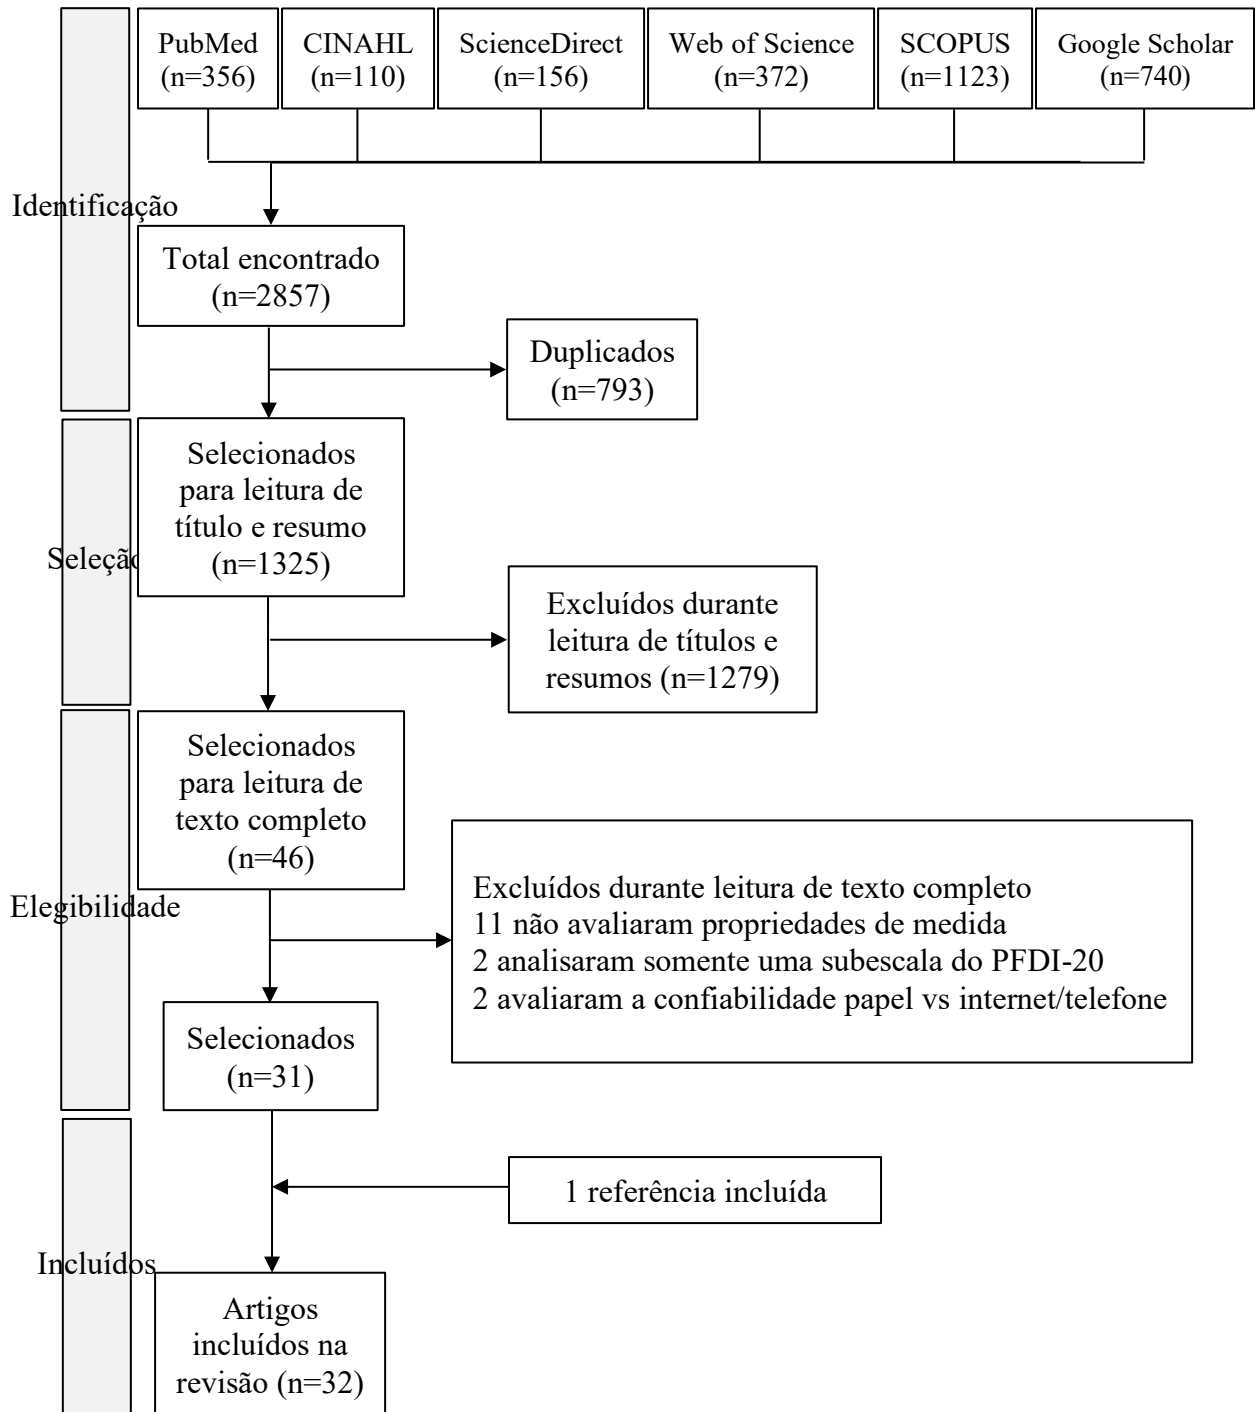 PubMed
(n=356)
CINAHL
(n=110)
ScienceDirect
(n=156)
Web of Science
(n=372)
SCOPUS
(n=1123)
Google Scholar
(n=740)
Identificação
Total encontrado
(n=2857)
Duplicados
(n=793)
Seleção
Selecionados
para leitura de
título e resumo
(n=1325)
Excluídos durante
leitura de títulos e
resumos (n=1279)
Elegibilidade
Selecionados
para leitura de
texto completo
(n=46)
Excluídos durante leitura de texto completo
11 não avaliaram propriedades de medida
2 analisaram somente uma subescala do PFDI-20
2 avaliaram a confiabilidade papel vs internet/telefone
Selecionados
(n=31)
Incluídos
1 referência incluída
Artigos
incluídos na
revisão (n=32)